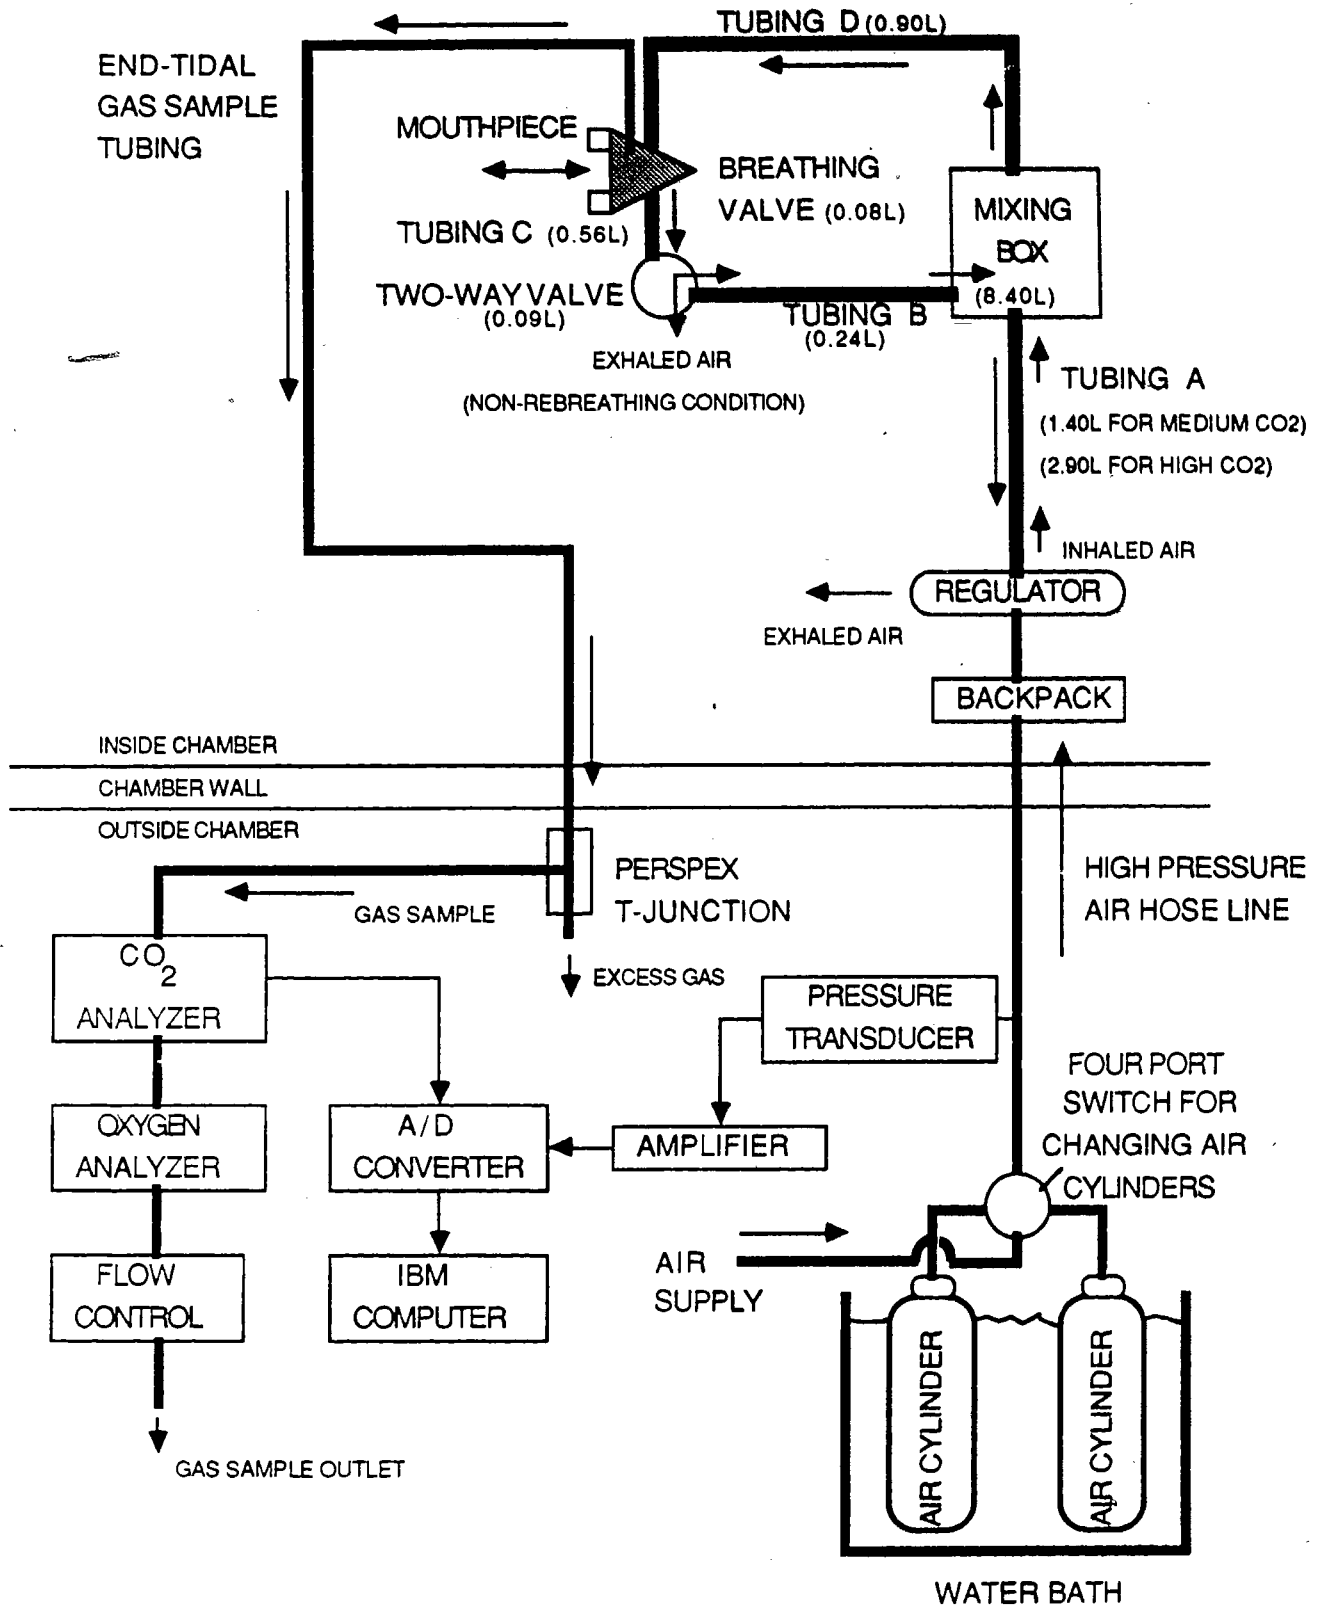 TUBING D (0.90L)
END-TIDAL
GAS SAMPLE
TUBING
MOUTHPIECE
BREATHING
VALVE (0.08L)
MIXING
BOX
(8.40L)
TUBING C (0.56L)
TWO-WAY VALVE
(0.09L)
TUBING B
(0.24L)
EXHALED AIR
(NON-REBREATHING CONDITION)
TUBING A
(1.40L FOR MEDIUM CO2)
(2.90L FOR HIGH CO2)
INHALED AIR
REGULATOR
EXHALED AIR
BACKPACK
INSIDE CHAMBER
CHAMBER WALL
OUTSIDE CHAMBER
PERSPEX
T-JUNCTION
HIGH PRESSURE
AIR HOSE LINE
GAS SAMPLE
CO2
ANALYZER
EXCESS GAS
PRESSURE
TRANSDUCER
FOUR PORT
SWITCH FOR
CHANGING AIR
CYLINDERS
OXYGEN
ANALYZER
A/D
CONVERTER
AMPLIFIER
FLOW
CONTROL
IBM
COMPUTER
AIR
SUPPLY
AIR CYLINDER
AIR CYLINDER
GAS SAMPLE OUTLET
WATER BATH